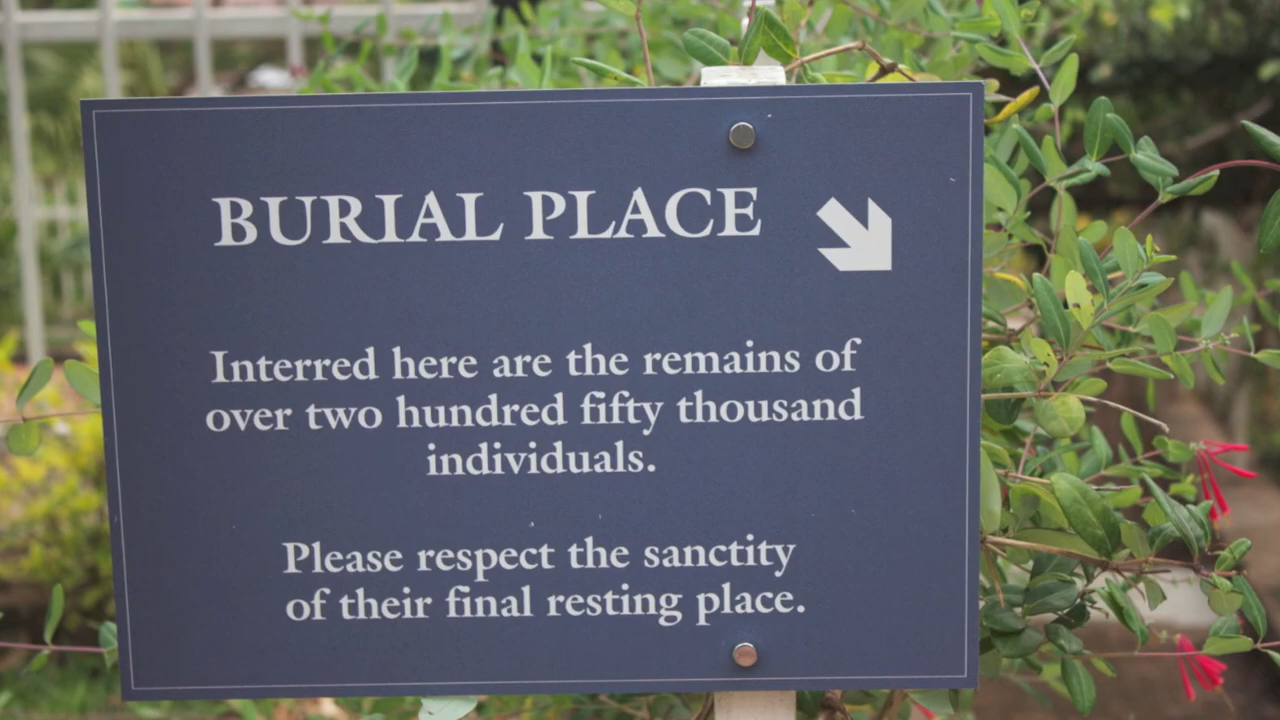 BURIAL PLACE
Interred here are the remains of
over two hundred fifty thousand
individuals.
Please respect the sanctity
of their final resting place.